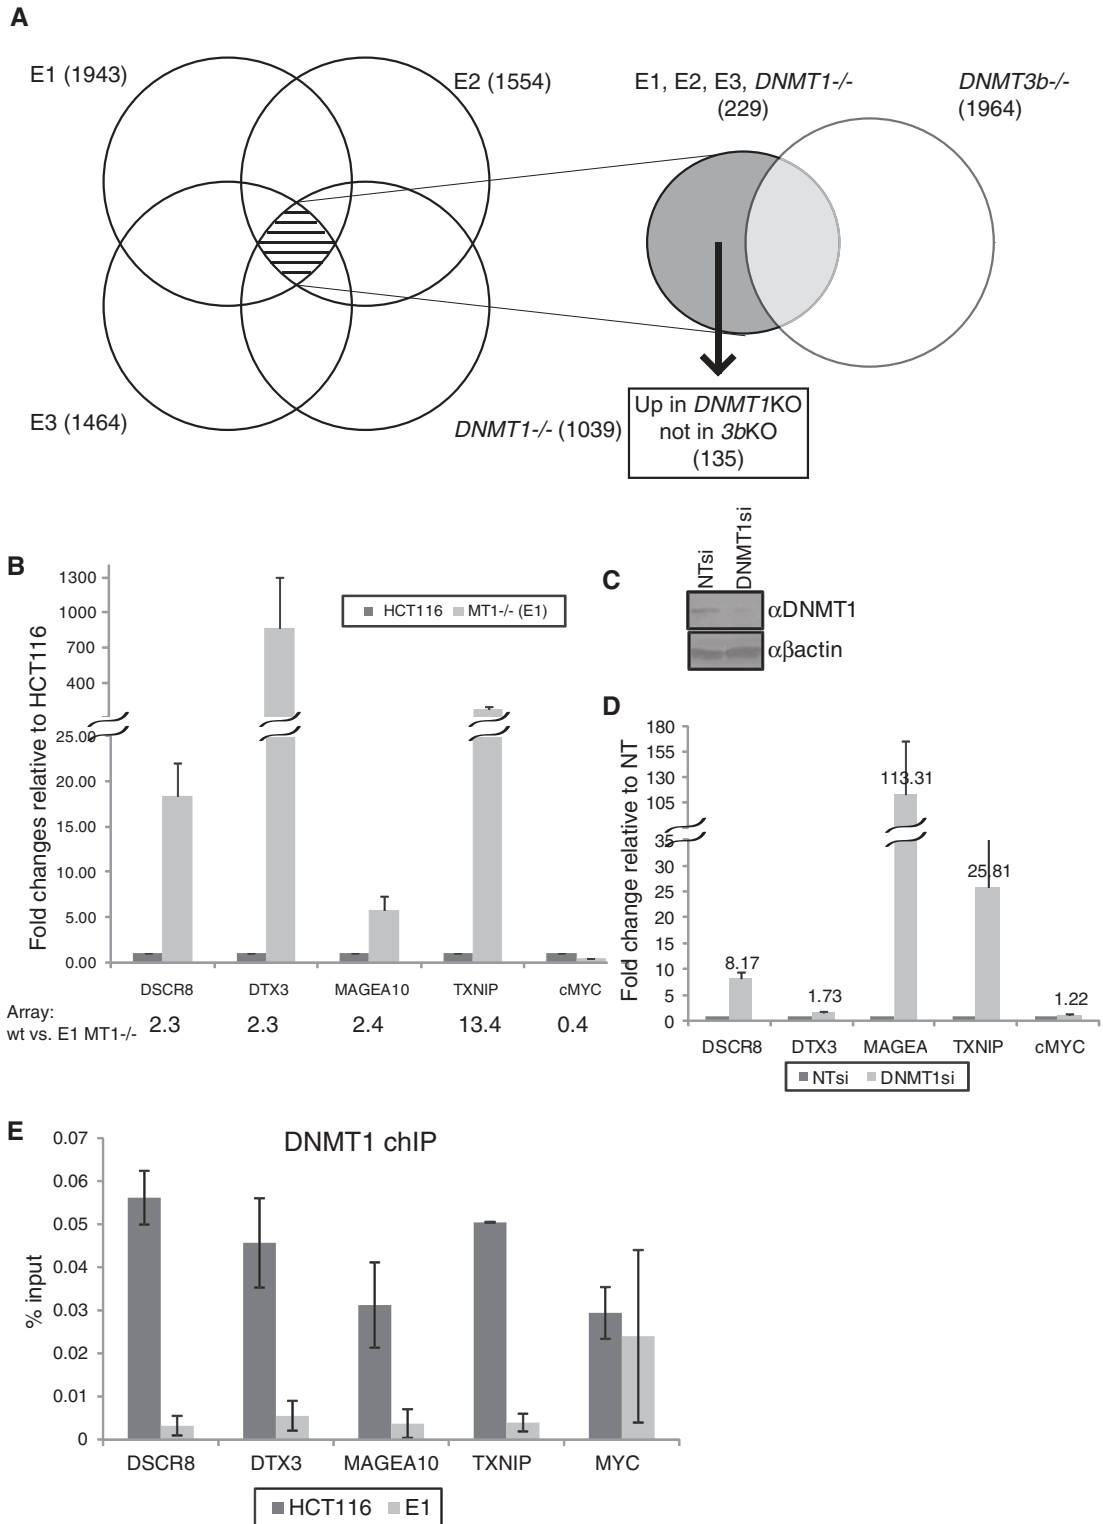 A
E1 (1943)
E2 (1554)
E1, E2, E3, DNMT1-/-
(229)
DNMT3b-/-
(1964)
E3 (1464)
DNMT1-/- (1039)
Up in DNMT1KO
not in 3bKO
(135)
B
Fold changes relative to HCT116
1300
1000
700
400
25.00
20.00
15.00
10.00
5.00
0.00
HCT116 MT1-/- (E1)
DSCR8 DTX3 MAGEA10 TXNIP cMYC
Array:
wt vs. E1 MT1-/- 2.3 2.3 2.4 13.4 0.4
C
NTsi DNMT1si
αDNMT1
αβactin
D
Fold change relative to NT
180
155
130
105
35
30
25
20
15
10
5
0
8.17
1.73
113.31
25.81
1.22
DSCR8 DTX3 MAGEA TXNIP cMYC
NTsi DNMT1si
E
DNMT1 chIP
% input
0.07
0.06
0.05
0.04
0.03
0.02
0.01
0
DSCR8 DTX3 MAGEA10 TXNIP MYC
HCT116 E1